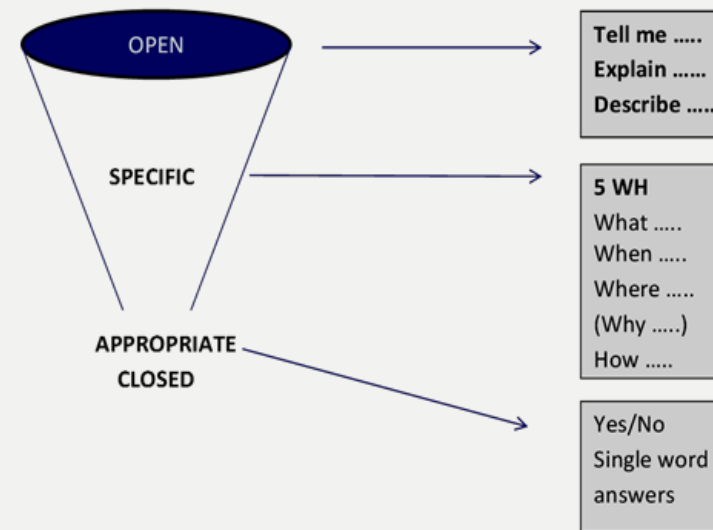 OPEN
Tell me .....
Explain ......
Describe .....
SPECIFIC
5 WH
What .....
When .....
Where .....
(Why .....)
How .....
APPROPRIATE
CLOSED
Yes/No
Single word
answers